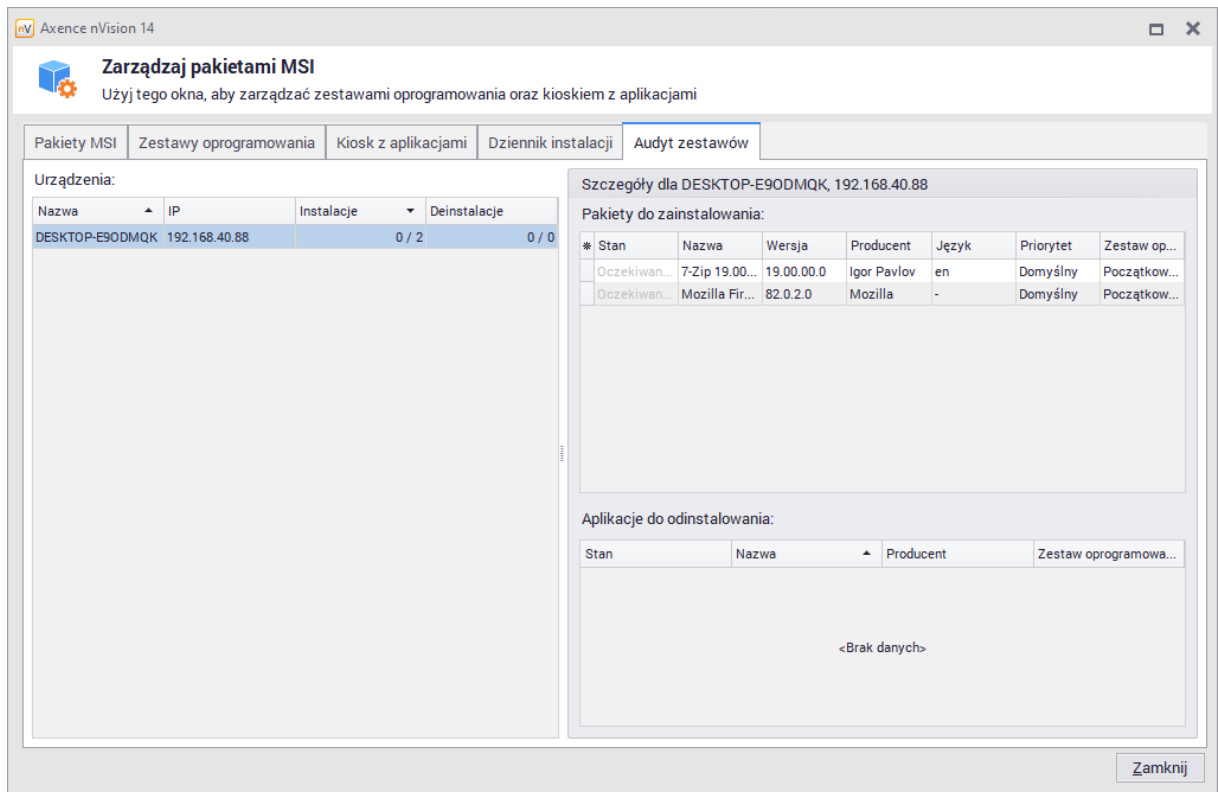 nV Axence nVision 14
Zarządzaj pakietami MSI
Użyj tego okna, aby zarządzać zestawami oprogramowania oraz kioskiem z aplikacjami
Pakiety MSI Zestawy oprogramowania Kiosk z aplikacjami Dziennik instalacji Audyt zestawów
Urządzenia:
Nazwa IP Instalacje Deinstalacje
DESKTOP-E9ODMQK 192.168.40.88 0 / 2 0 / 0
Szczegóły dla DESKTOP-E9ODMQK, 192.168.40.88
Pakiety do zainstalowania:
Stan Nazwa Wersja Producent Język Priorytet Zestaw op...
Oczekiwan... 7-Zip 19.00... 19.00.00.0 Igor Pavlov en Domyślny Początkow...
Oczekiwan... Mozilla Fir... 82.0.2.0 Mozilla - Domyślny Początkow...
Aplikacje do odinstalowania:
Stan Nazwa Producent Zestaw oprogramowa...
<Brak danych>
Zamknij